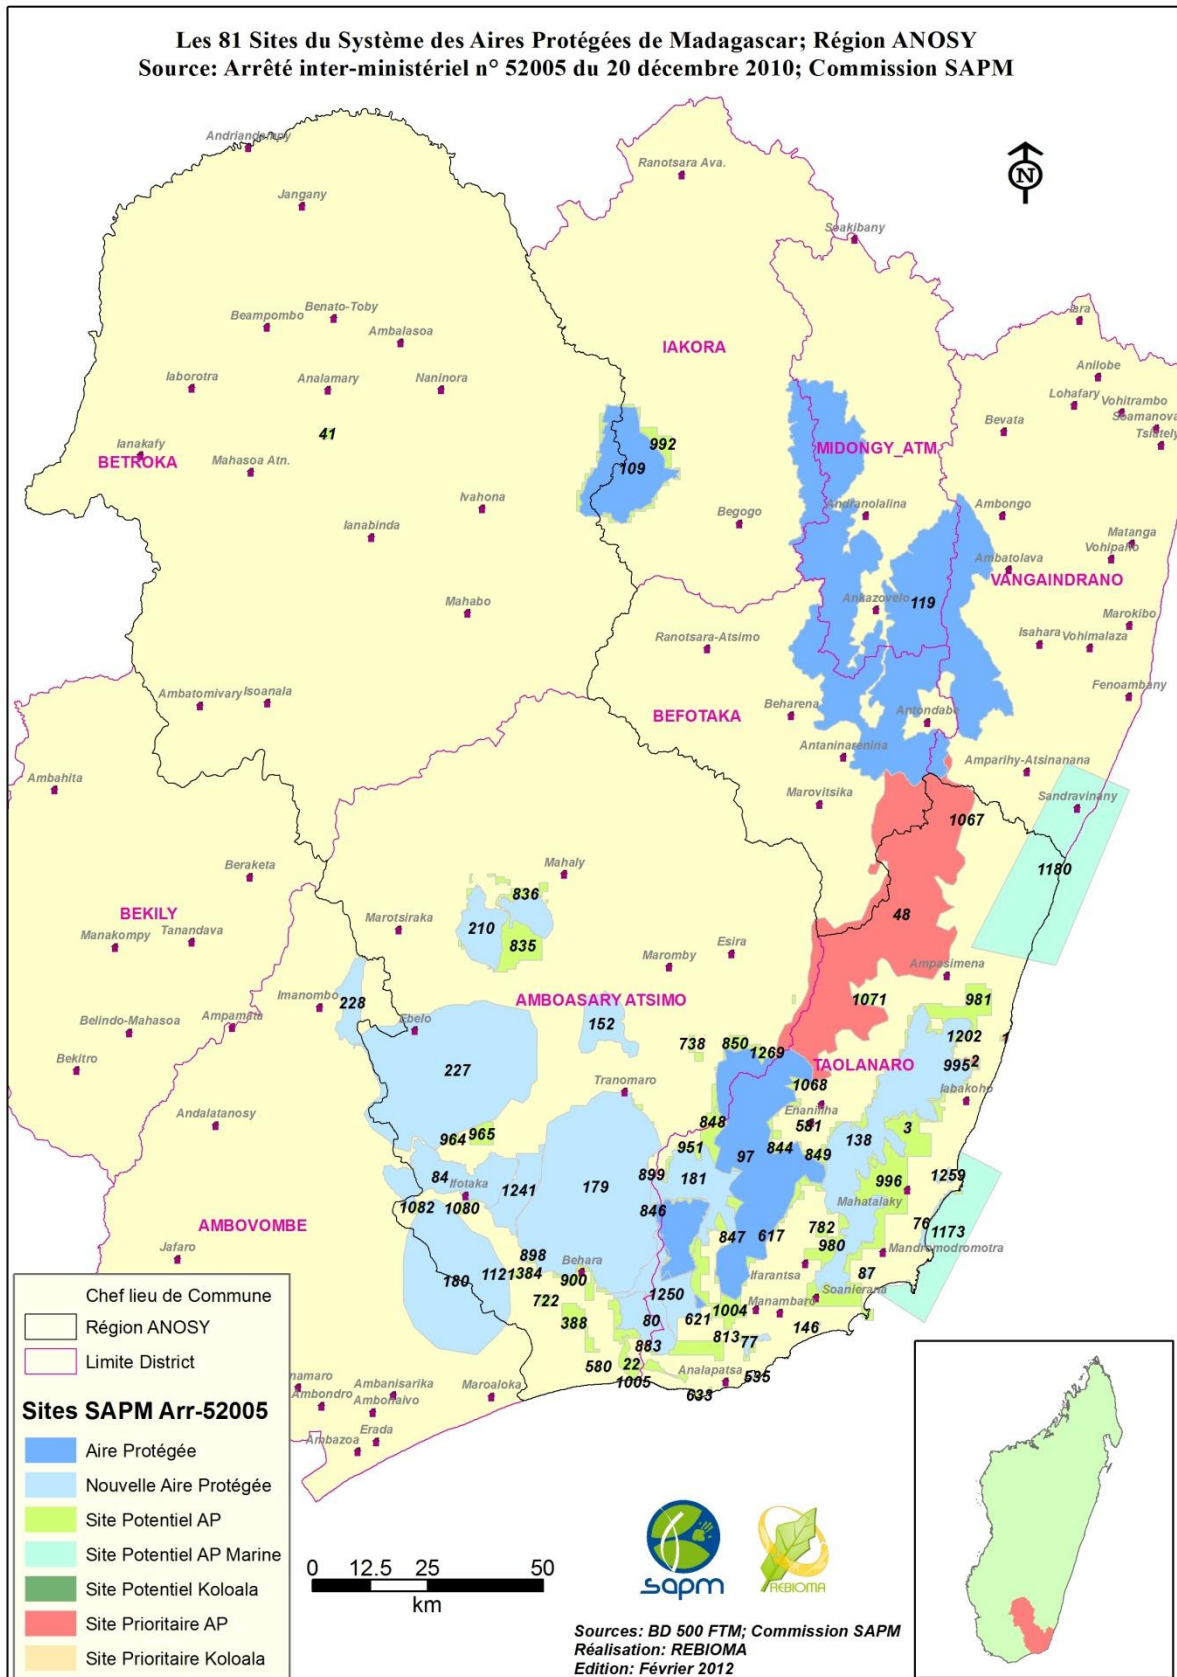 Les 81 Sites du Système des Aires Protégées de Madagascar; Région ANOSY
Source: Arrêté inter-ministériel n° 52005 du 20 décembre 2010; Commission SAPM
Andriandampy
Ranotsara Ava.
N
Jangany
Soakibany
Iara
Benato-Toby
Beampombo
Ambalasoa
IAKORA
Anilobe
Iaborotra
Analamary
Naninora
Lohafary
Vohitrambo
Soamanova
Bevata
Tsiately
41
992
Ianakafy
BETROKA
Mahasoa Atn.
109
MIDONGY_ATM
Ivahona
Andranolalina
Ambongo
Ianabinda
Begogo
Matanga
Vohipaho
Ambatolava
VANGAINDRANO
Ankazovelo
119
Mahabo
Marokibo
Ranotsara-Atsimo
Isahara
Vohimalaza
Fenoambany
Ambatomivary
Isoanala
Beharena
BEFOTAKA
Antondabe
Antaninarenina
Amparihy-Atsinanana
Ambahita
Marovitsika
Sandravinany
1067
Beraketa
Mahaly
1180
836
BEKILY
Marotsiraka
210
48
Manakompy
Tanandava
835
Esira
Maromby
Ampasimena
Imanombo
228
AMBOASARY ATSIMO
1071
981
Belindo-Mahasoa
Ampamata
Ebelo
152
1202
1
738
850
1269
TAOLANARO
995
2
Bekitro
227
Tranomaro
1068
Iabakoho
Andalatanosy
848
Enaniliha
581
3
964
965
951
97
844
849
138
84
Ifotaka
1241
179
899
181
996
1259
1082
1080
846
Mahatalaky
AMBOVOMBE
847
617
782
76
1173
Jafaro
898
980
Mandromodromotra
180
1121
384
Behara
900
Ifarantsa
87
722
1250
Soanierana
388
80
621
1004
Manambaro
146
883
813
77
580
22
Analapatsa
1005
535
633
namaro
Ambanisarika
Maroaloka
Ambondro
Ambonaivo
Erada
Ambazoa
Chef lieu de Commune
Région ANOSY
Limite District
Sites SAPM Arr-52005
Aire Protégée
Nouvelle Aire Protégée
Site Potentiel AP
Site Potentiel AP Marine
Site Potentiel Koloala
Site Prioritaire AP
Site Prioritaire Koloala
0 12.5 25 50
km
sapm
REBIOMA
Sources: BD 500 FTM; Commission SAPM
Réalisation: REBIOMA
Edition: Février 2012